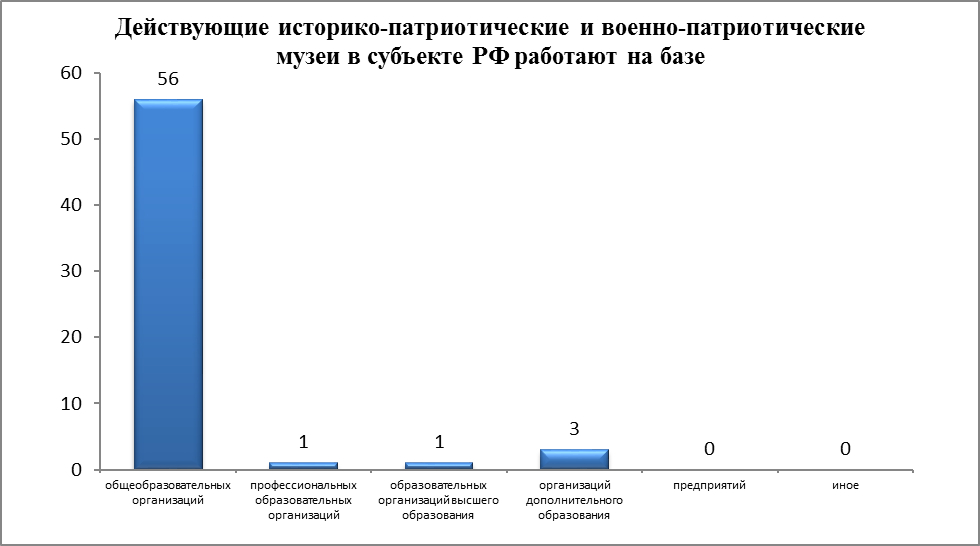 Действующие историко-патриотические и военно-патриотические
музеи в субъекте РФ работают на базе
60
50
40
30
20
10
0
56
1
1
3
0
0
общеобразовательных
организаций
профессиональных
образовательных
организаций
образовательных
организаций высшего
образования
организаций
дополнительного
образования
предприятий
иное